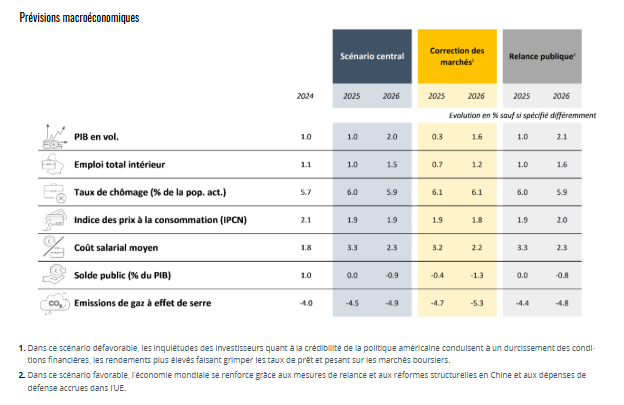 Prévisions macroéconomiques
Scénario central
Correction des
marchés¹
Relance publique²
2024 2025 2026 2025 2026 2025 2026
Evolution en % sauf si spécifié différemment
PIB en vol. 1.0 1.0 2.0 0.3 1.6 1.0 2.1
Emploi total intérieur 1.1 1.0 1.5 0.7 1.2 1.0 1.6
Taux de chômage (% de la pop. act.) 5.7 6.0 5.9 6.1 6.1 6.0 5.9
Indice des prix à la consommation (IPCN) 2.1 1.9 1.9 1.9 1.8 1.9 2.0
Coût salarial moyen 1.8 3.3 2.3 3.2 2.2 3.3 2.3
Solde public (% du PIB) 1.0 0.0 -0.9 -0.4 -1.3 0.0 -0.8
CO₂ Emissions de gaz à effet de serre -4.0 -4.5 -4.9 -4.7 -5.3 -4.4 -4.8
1. Dans ce scénario défavorable, les inquiétudes des investisseurs quant à la crédibilité de la politique américaine conduisent à un durcissement des condi-
tions financières, les rendements plus élevés faisant grimper les taux de prêt et pesant sur les marchés boursiers.
2. Dans ce scénario favorable, l'économie mondiale se renforce grâce aux mesures de relance et aux réformes structurelles en Chine et aux dépenses de
défense accrues dans l'UE.